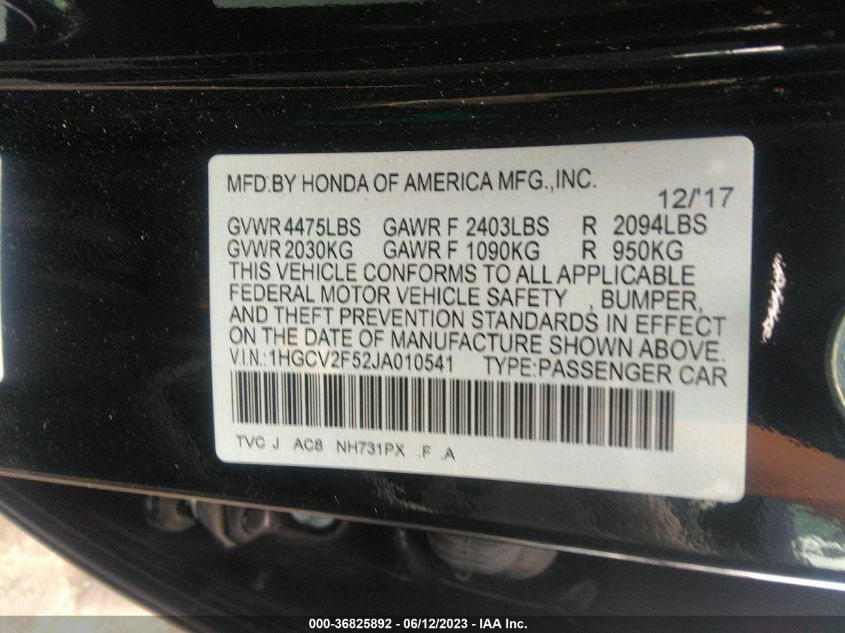 MFD.BY HONDA OF AMERICA MFG.,INC.
12/'17
GVWR 4475LBS GAWR F 2403LBS R 2094LBS
GVWR 2030KG GAWR F 1090KG R 950KG
THIS VEHICLE CONFORMS TO ALL APPLICABLE
FEDERAL MOTOR VEHICLE SAFETY , BUMPER,
AND THEFT PREVENTION STANDARDS IN EFFECT
ON THE DATE OF MANUFACTURE SHOWN ABOVE.
V.I.N.:1HGCV2F52JA010541 TYPE:PASSENGER CAR
TVC J AC8 NH731PX .F .A
000-36825892 - 06/12/2023 - IAA Inc.